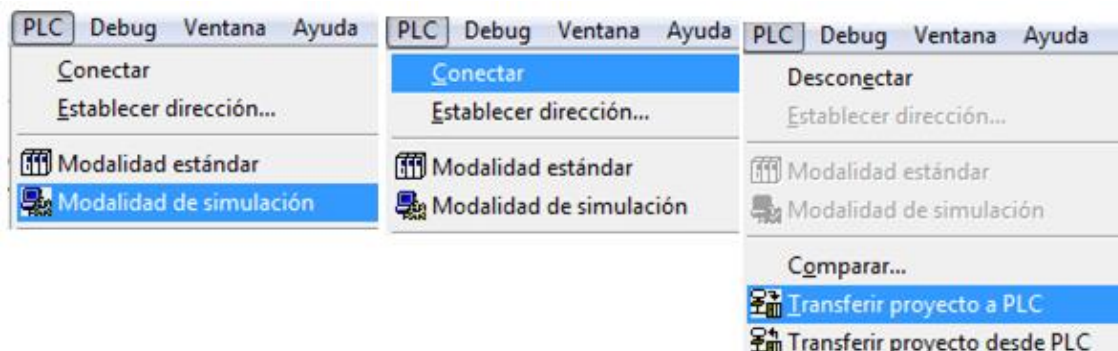 PLC Debug Ventana Ayuda
Conectar
Establecer dirección...
Modalidad estándar
Modalidad de simulación
PLC Debug Ventana Ayuda
Conectar
Establecer dirección...
Modalidad estándar
Modalidad de simulación
PLC Debug Ventana Ayuda
Desconectar
Establecer dirección...
Modalidad estándar
Modalidad de simulación
Comparar...
Transferir proyecto a PLC
Transferir proyecto desde PLC